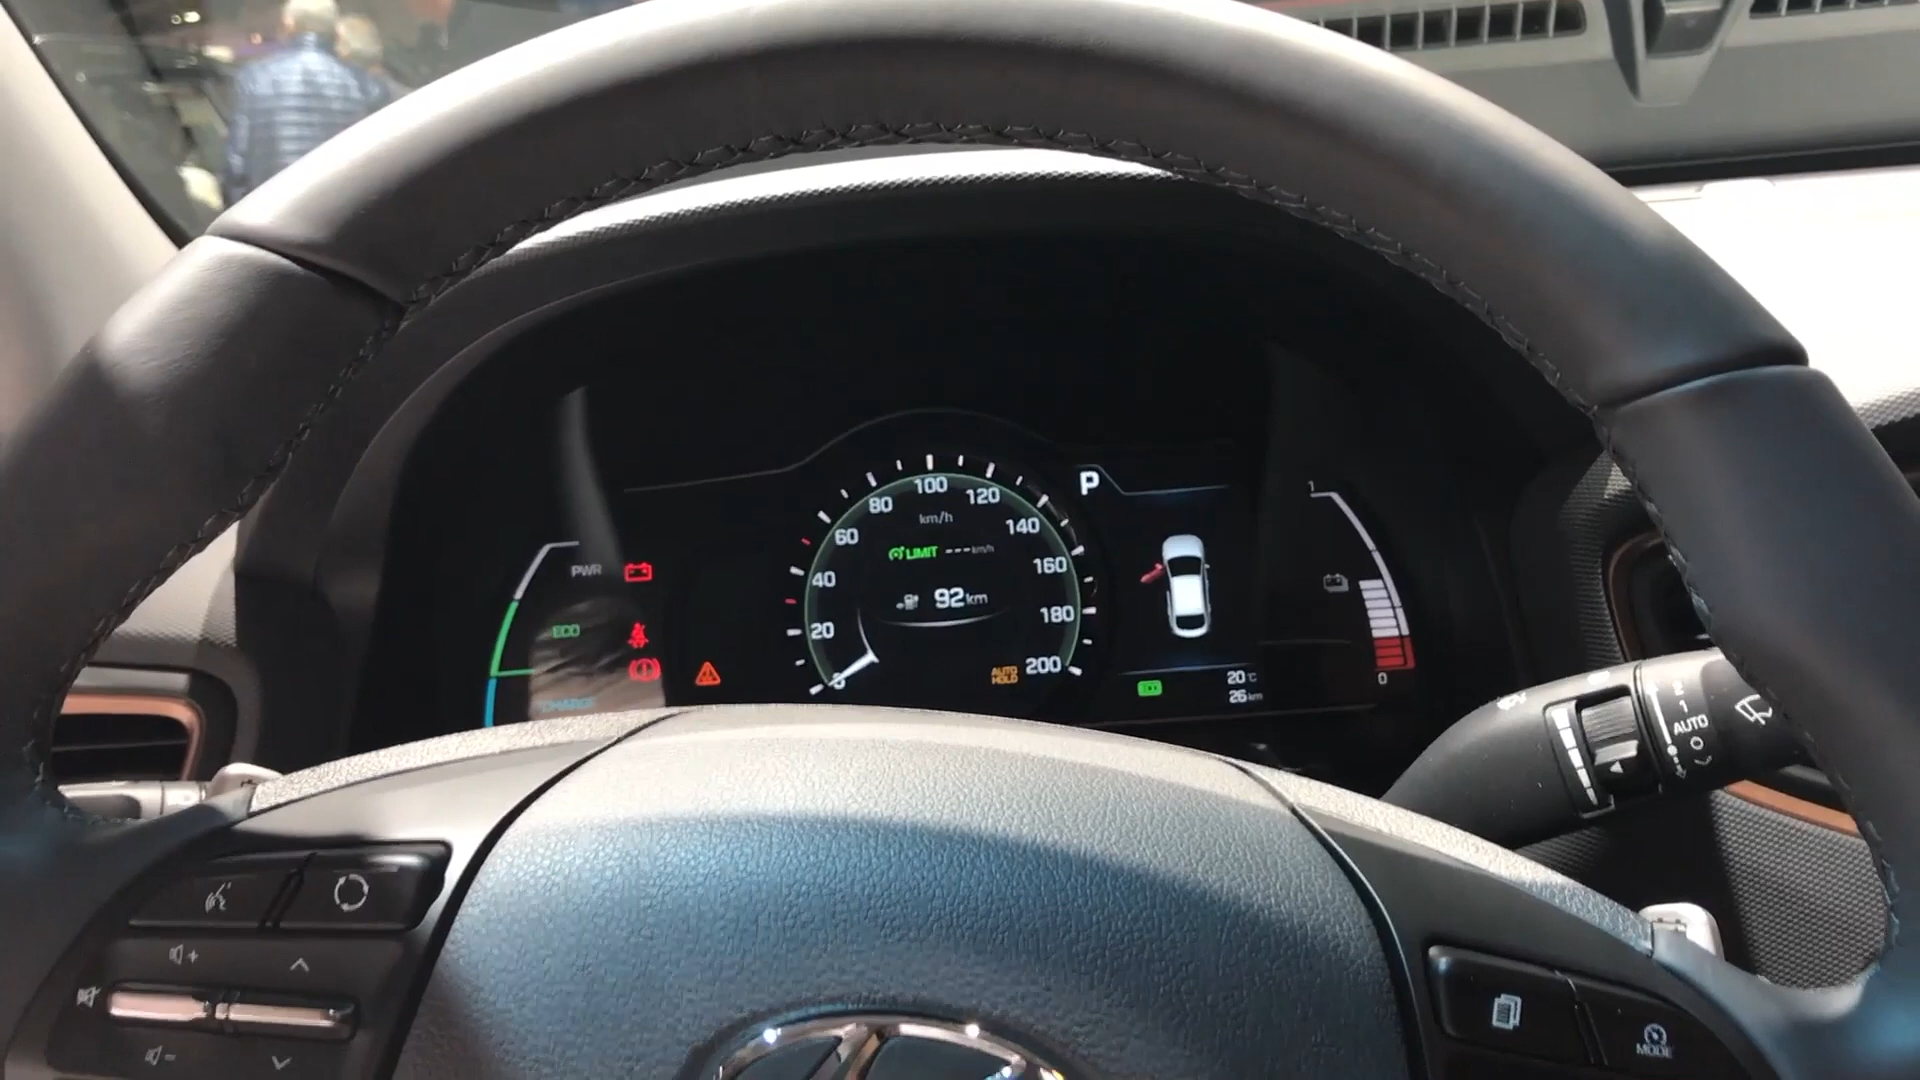 100
80
120
km/h
60
140
LIMIT ---km/h
160
40
92km
180
20
200
0
AUTO
HOLD
P
PWR
ECO
CHARGE
20°C
26km
1
0
1
AUTO
O
+
-
MODE